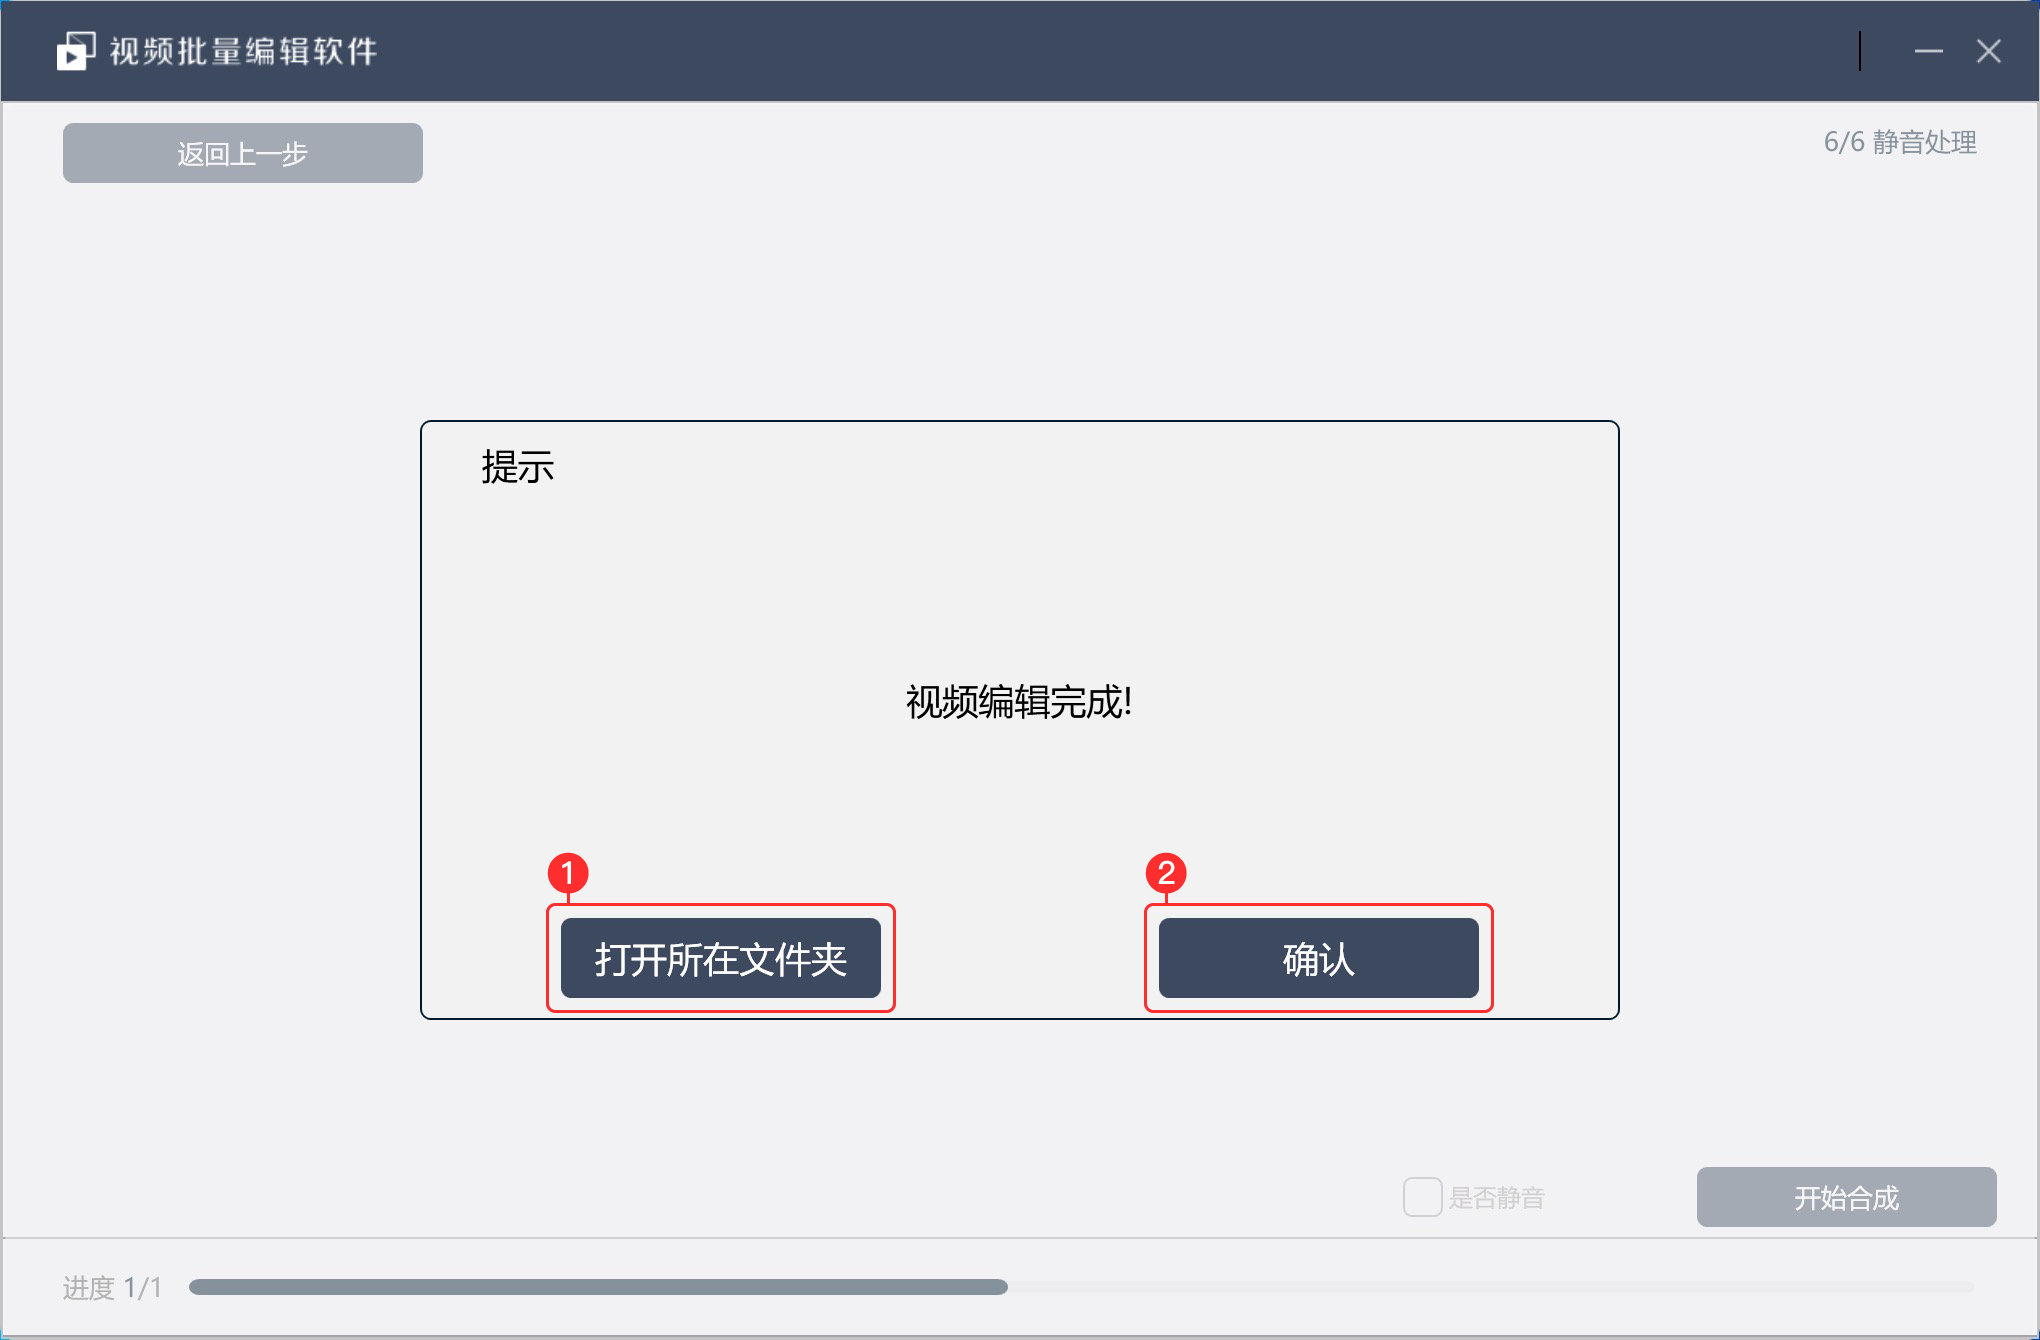 视频批量编辑软件
返回上一步
6/6 静音处理
提示
视频编辑完成!
1
2
打开所在文件夹
确认
是否静音
开始合成
进度 1/1